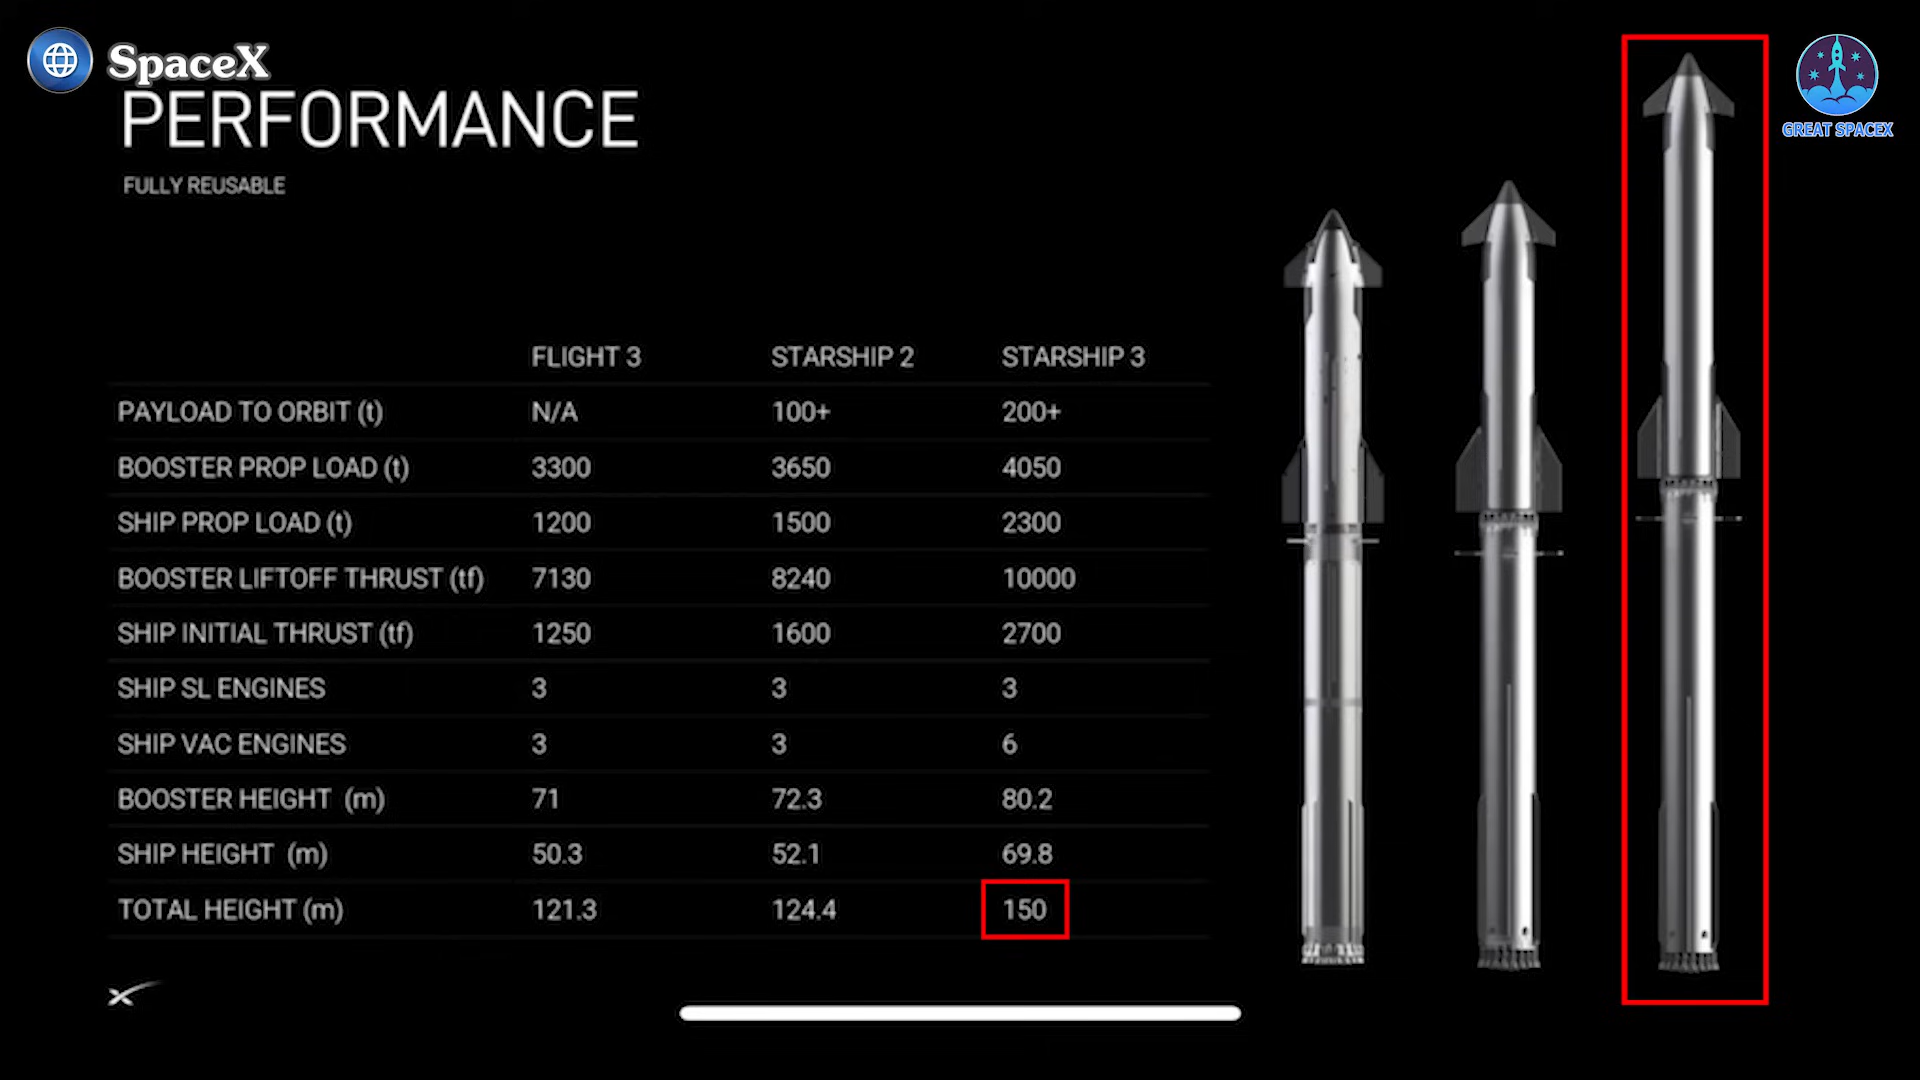 SpaceX
PERFORMANCE
FULLY REUSABLE
GREAT SPACEX
FLIGHT 3 STARSHIP 2 STARSHIP 3
PAYLOAD TO ORBIT (t) N/A 100+ 200+
BOOSTER PROP LOAD (t) 3300 3650 4050
SHIP PROP LOAD (t) 1200 1500 2300
BOOSTER LIFTOFF THRUST (tf) 7130 8240 10000
SHIP INITIAL THRUST (tf) 1250 1600 2700
SHIP SL ENGINES 3 3 3
SHIP VAC ENGINES 3 3 6
BOOSTER HEIGHT (m) 71 72.3 80.2
SHIP HEIGHT (m) 50.3 52.1 69.8
TOTAL HEIGHT (m) 121.3 124.4 150